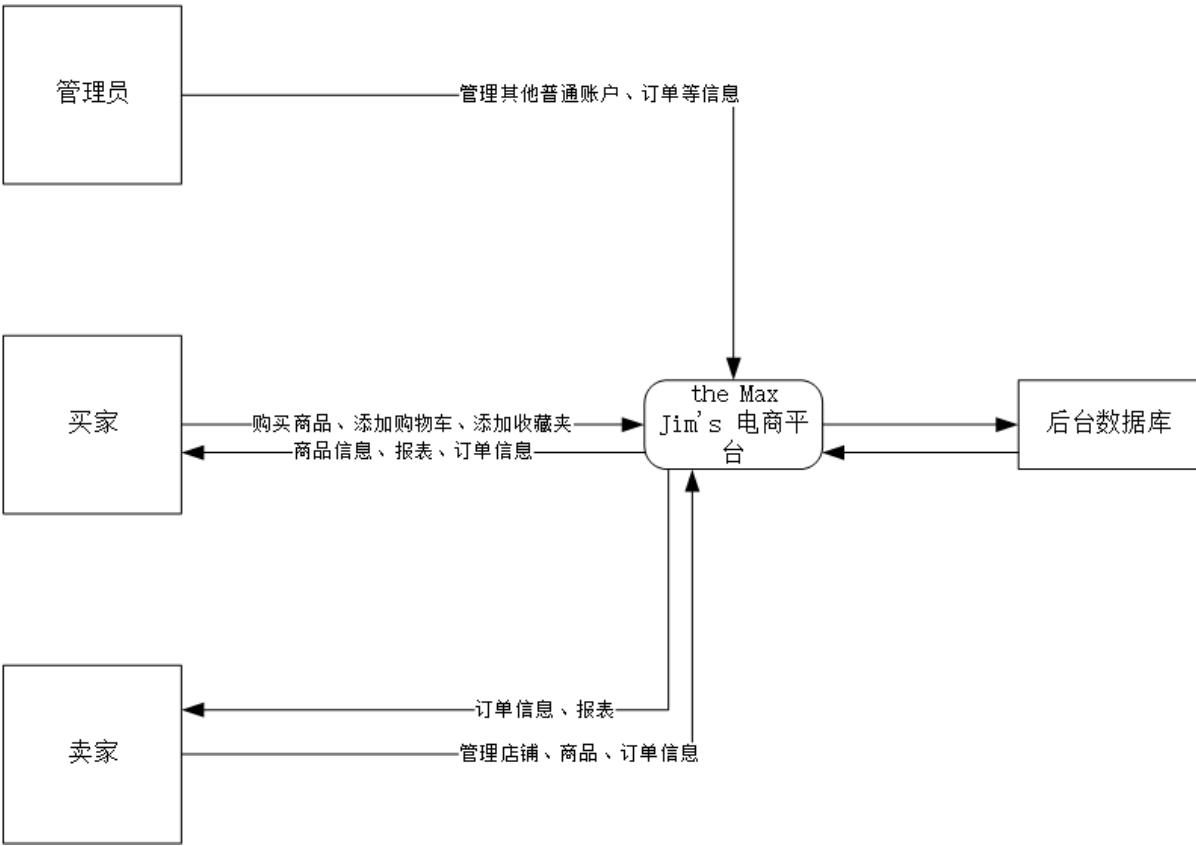 管理员
管理其他普通账户、订单等信息
买家
购买商品、添加购物车、添加收藏夹
商品信息、报表、订单信息
the Max
Jim's 电商平
台
后台数据库
订单信息、报表
卖家
管理店铺、商品、订单信息